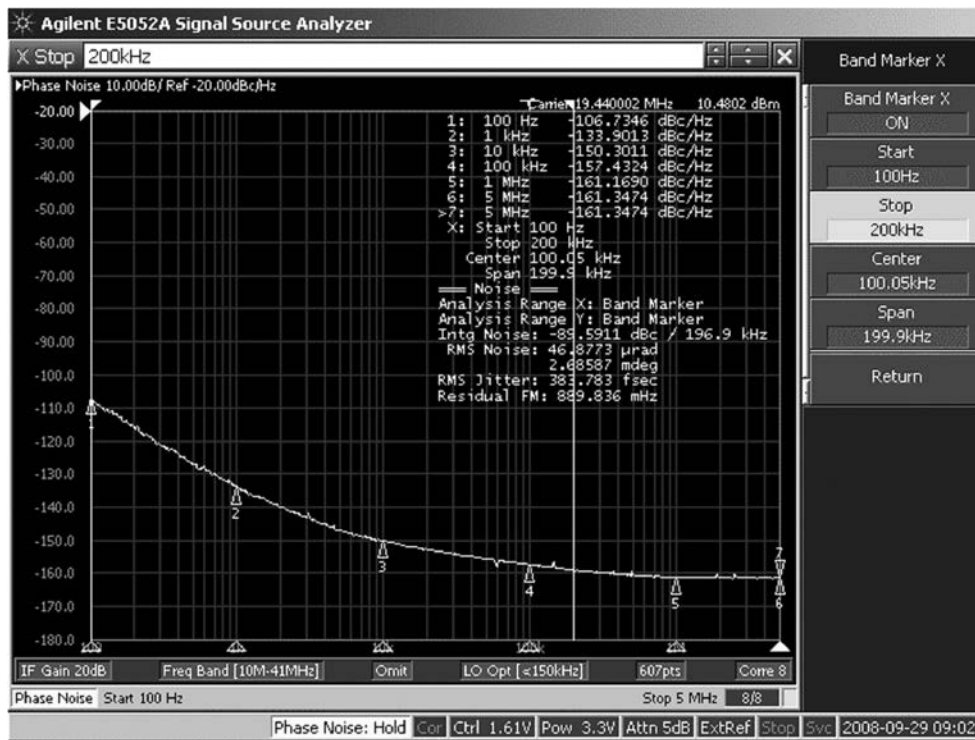 Agilent E5052A Signal Source Analyzer
X Stop 200kHz
Phase Noise 10.00dB/ Ref -20.00dBc/Hz
Carrier 19.440002 MHz 10.4802 dBm
1: 100 Hz -106.7346 dBc/Hz
2: 1 kHz -133.9013 dBc/Hz
3: 10 kHz -150.3011 dBc/Hz
4: 100 kHz -157.4324 dBc/Hz
5: 1 MHz -161.1690 dBc/Hz
6: 5 MHz -161.3474 dBc/Hz
>7: 5 MHz -161.3474 dBc/Hz
X: Start 100 Hz
Stop 200 kHz
Center 100.05 kHz
Span 199.9 kHz
=== Noise ===
Analysis Range X: Band Marker
Analysis Range Y: Band Marker
Intg Noise: -89.5911 dBc / 196.9 kHz
RMS Noise: 46.8773 µrad
2.68587 mdeg
RMS Jitter: 383.783 fsec
Residual FM: 889.836 mHz
-20.00
-30.00
-40.00
-50.00
-60.00
-70.00
-80.00
-90.00
-100.0
-110.0
-120.0
-130.0
-140.0
-150.0
-160.0
-170.0
-180.0
1
2
3
4
5
7
6
IF Gain 20dB
Freq Band [10M-41MHz]
Omit
LO Opt [<150kHz]
607pts
Corre 8
Phase Noise Start 100 Hz
Stop 5 MHz 8/8
Phase Noise: Hold Cor Ctrl 1.61V Pow 3.3V Attn 5dB ExtRef Stop Svc 2008-09-29 09:02
Band Marker X
Band Marker X
ON
Start
100Hz
Stop
200kHz
Center
100.05kHz
Span
199.9kHz
Return